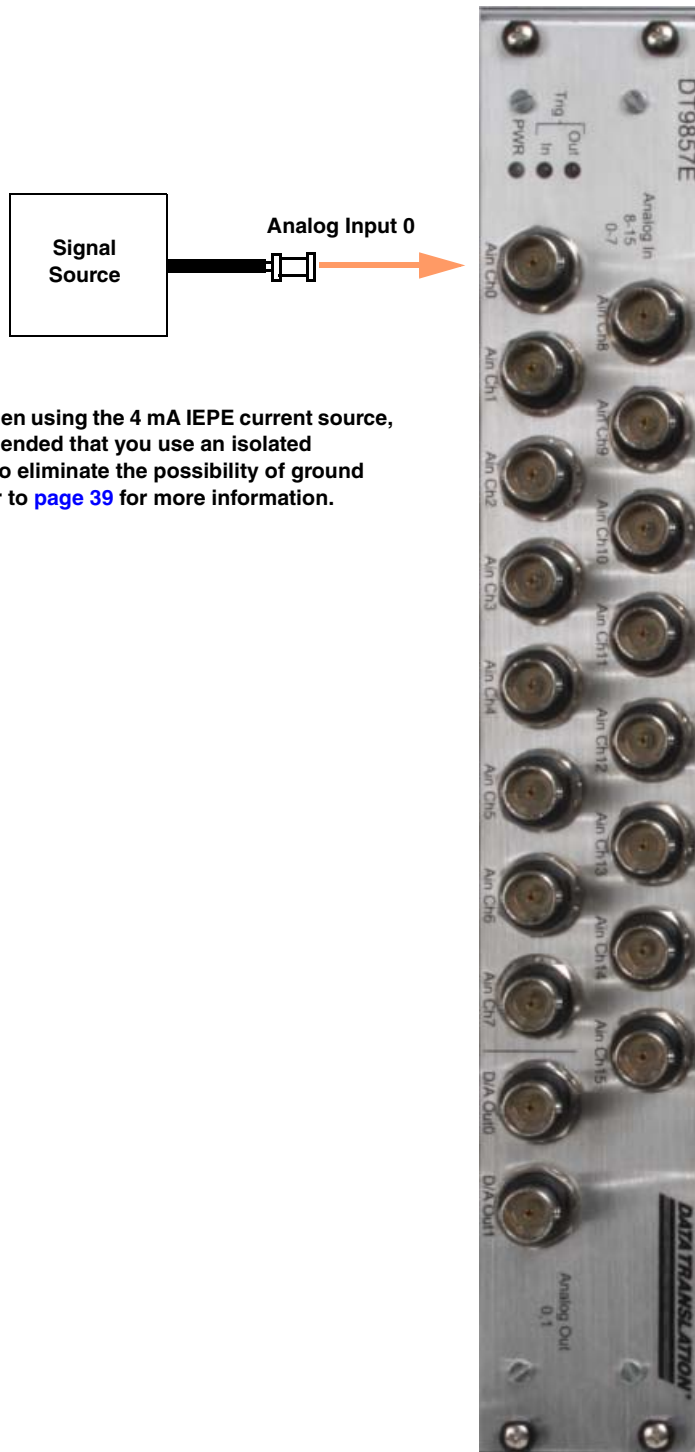 Signal
Source
Analog Input 0
en using the 4 mA IEPE current source,
ended that you use an isolated
o eliminate the possibility of ground
r to page 39 for more information.
DT9857E
Trig
Out
In
PWR
Analog In
8-15
0-7
Ain Ch0
Ain Ch8
Ain Ch1
Ain Ch9
Ain Ch2
Ain Ch10
Ain Ch3
Ain Ch11
Ain Ch4
Ain Ch12
Ain Ch5
Ain Ch13
Ain Ch6
Ain Ch14
Ain Ch7
Ain Ch15
D/A Out0
D/A Out1
Analog Out
0,1
DATA TRANSLATION®